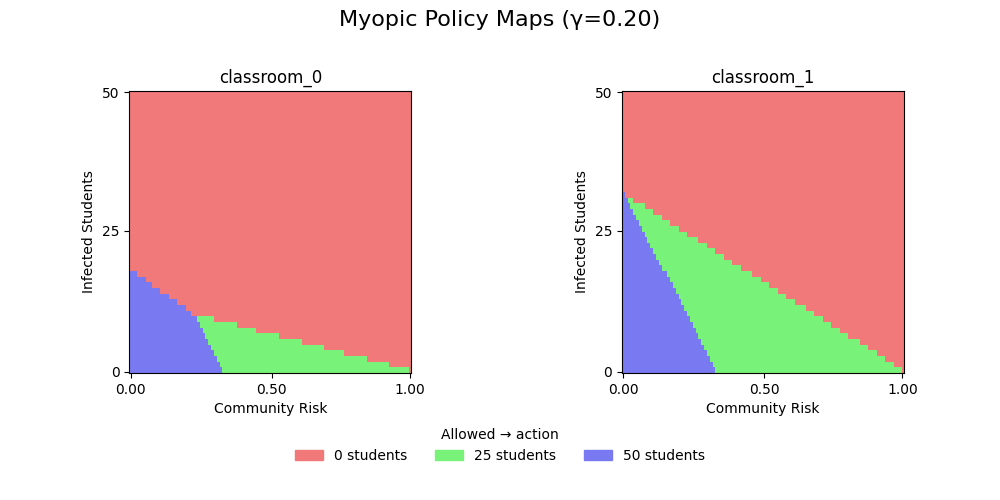 Myopic Policy Maps (γ=0.20)
classroom_0
classroom_1
50
25
0
Infected Students
0.00 0.50 1.00
Community Risk
50
25
0
Infected Students
0.00 0.50 1.00
Community Risk
Allowed → action
0 students 25 students 50 students